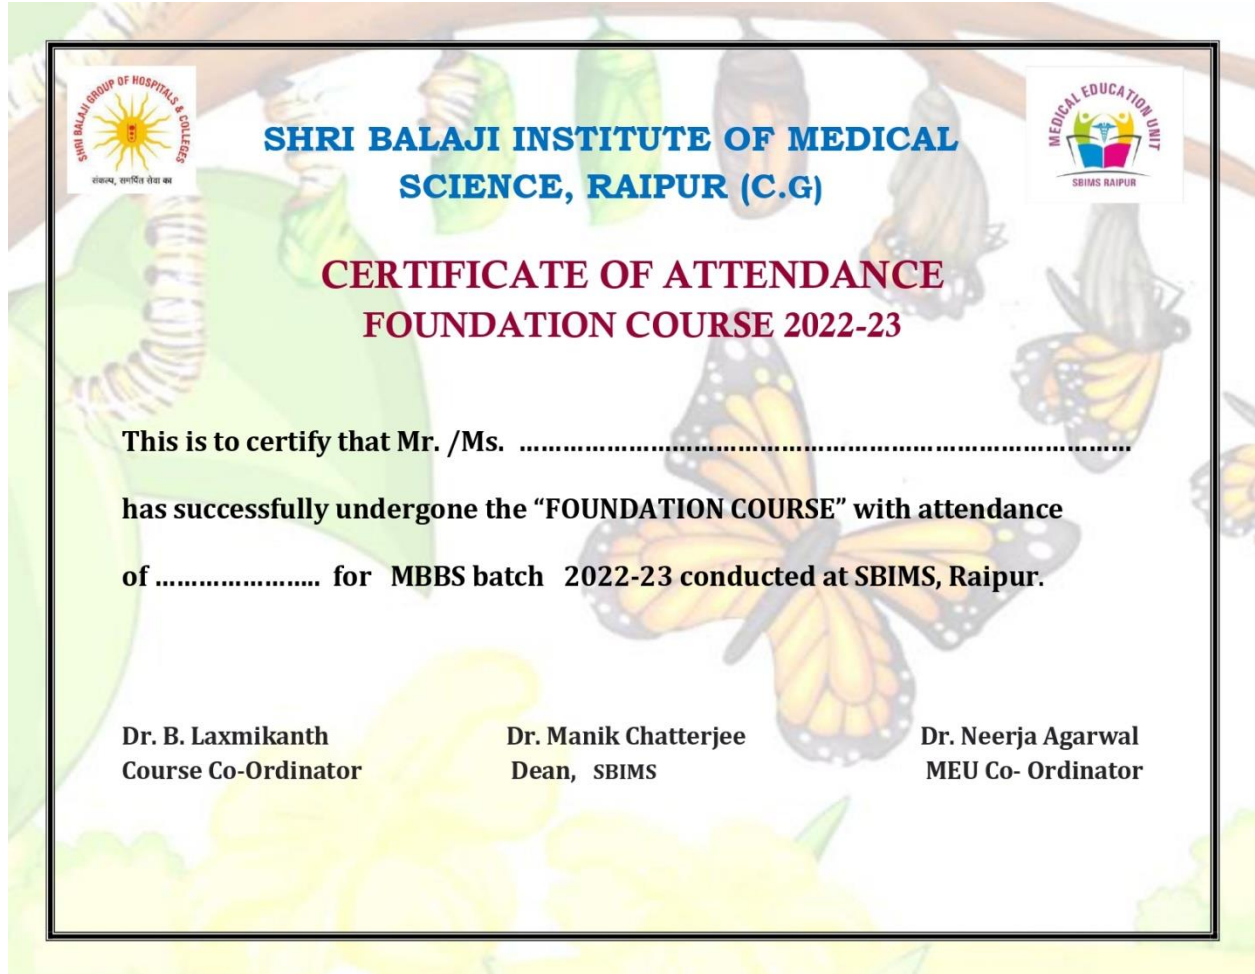 SHRI BALAJI GROUP OF HOSPITALS & COLLEGES
संकल्प, समर्पित सेवा का
MEDICAL EDUCATION UNIT
SBIMS RAIPUR
SHRI BALAJI INSTITUTE OF MEDICAL
SCIENCE, RAIPUR (C.G)
CERTIFICATE OF ATTENDANCE
FOUNDATION COURSE 2022-23
This is to certify that Mr. /Ms. ................................................................................
has successfully undergone the “FOUNDATION COURSE” with attendance
of ...................... for MBBS batch 2022-23 conducted at SBIMS, Raipur.
Dr. B. Laxmikanth
Course Co-Ordinator
Dr. Manik Chatterjee
Dean, SBIMS
Dr. Neerja Agarwal
MEU Co- Ordinator